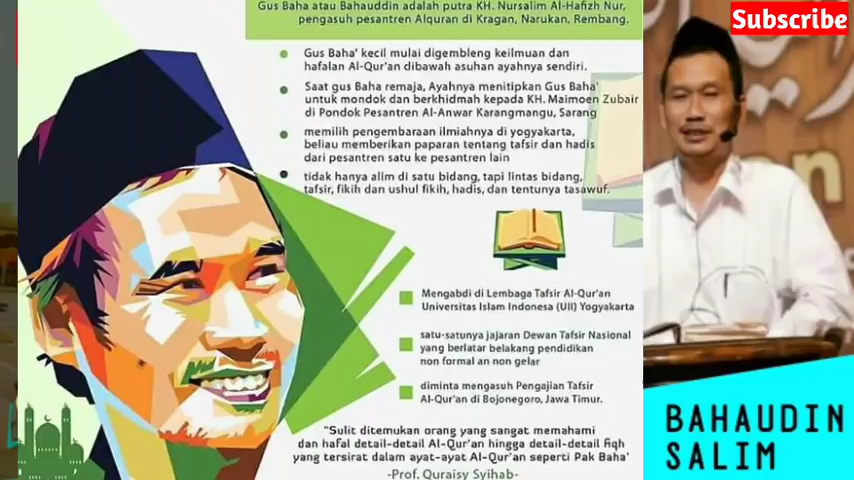 Gus Baha atau Bahauddin adalah putra KH. Nursalim Al-Hafizh Nur,
pengasuh pesantren Alquran di Kragan, Narukan, Rembang.
Gus Baha' kecil mulai digembleng keilmuan dan
hafalan Al-Qur'an dibawah asuhan ayahnya sendiri.
Saat gus Baha remaja, Ayahnya menitipkan Gus Baha'
untuk mondok dan berkhidmah kepada KH. Maimoen Zubair
di Pondok Pesantren Al-Anwar Karangmangu, Sarang
memilih pengembaraan ilmiahnya di yogyakarta,
beliau memberikan paparan tentang tafsir dan hadis
dari pesantren satu ke pesantren lain
tidak hanya alim di satu bidang, tapi lintas bidang,
tafsir, fikih dan ushul fikih, hadis, dan tentunya tasawuf.
Mengabdi di Lembaga Tafsir Al-Qur'an
Universitas Islam Indonesia (UII) Yogyakarta
satu-satunya jajaran Dewan Tafsir Nasional
yang berlatar belakang pendidikan
non formal an non gelar
diminta mengasuh Pengajian Tafsir
Al-Qur'an di Bojonegoro, Jawa Timur.
"Sulit ditemukan orang yang sangat memahami
dan hafal detail-detail Al-Qur'an hingga detail-detail fiqh
yang tersirat dalam ayat-ayat Al-Qur'an seperti Pak Baha'
-Prof. Quraisy Syihab-
Subscribe
BAHAUDIN
SALIM